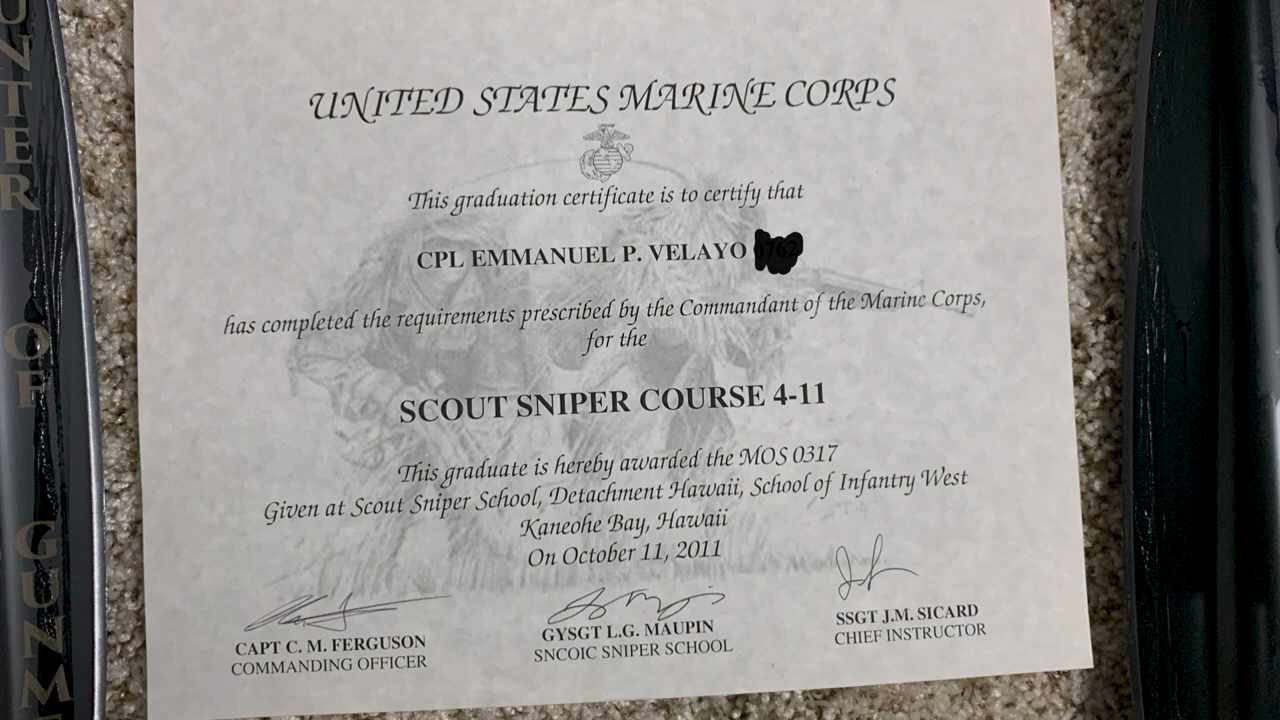 UNTER OF GUNM
UNITED STATES MARINE CORPS
This graduation certificate is to certify that
CPL EMMANUEL P. VELAYO
has completed the requirements prescribed by the Commandant of the Marine Corps,
for the
SCOUT SNIPER COURSE 4-11
This graduate is hereby awarded the MOS 0317
Given at Scout Sniper School, Detachment Hawaii, School of Infantry West
Kaneohe Bay, Hawaii
On October 11, 2011
CAPT C. M. FERGUSON
COMMANDING OFFICER
GYSGT L.G. MAUPIN
SNCOIC SNIPER SCHOOL
SSGT J.M. SICARD
CHIEF INSTRUCTOR